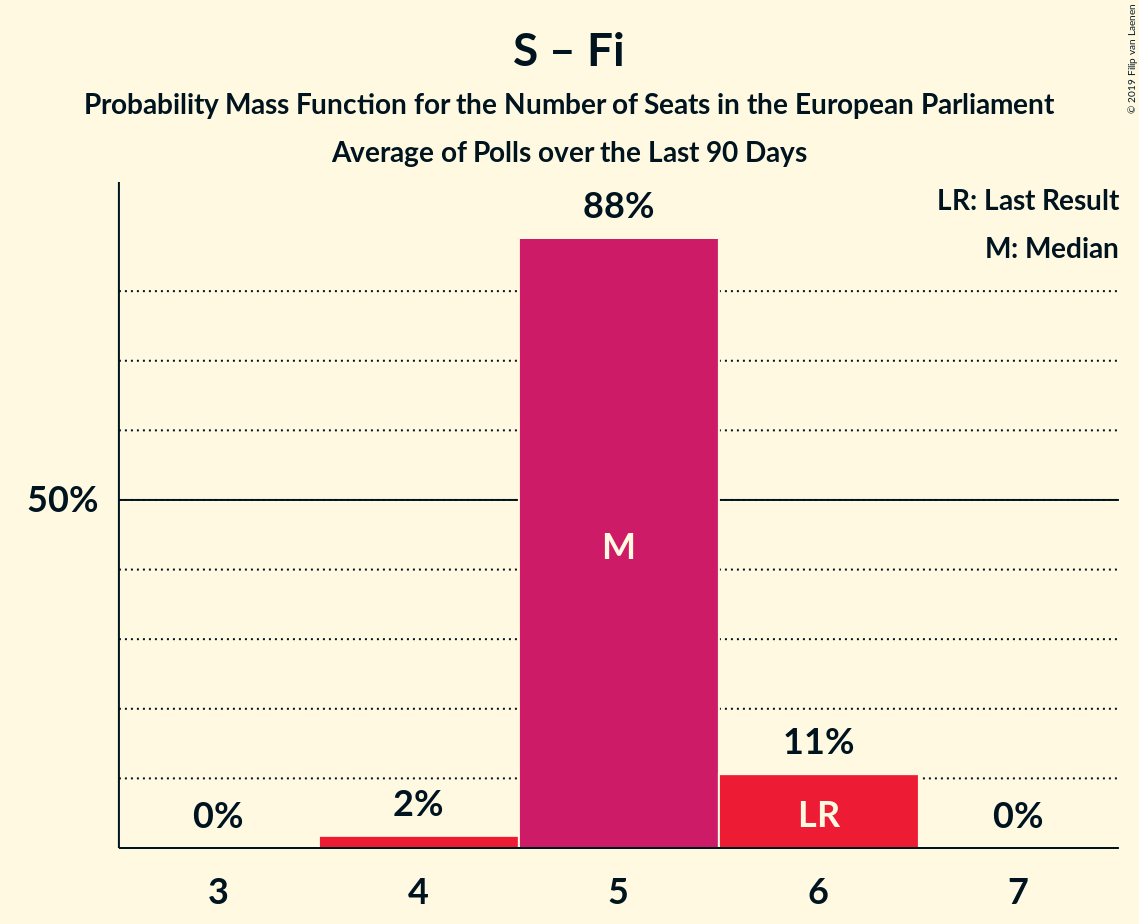 S – Fi
Probability Mass Function for the Number of Seats in the European Parliament
Average of Polls over the Last 90 Days
© 2019 Filip van Laenen
LR: Last Result
M: Median
88%
50%
M
11%
2%
0%
LR
0%
3 4 5 6 7